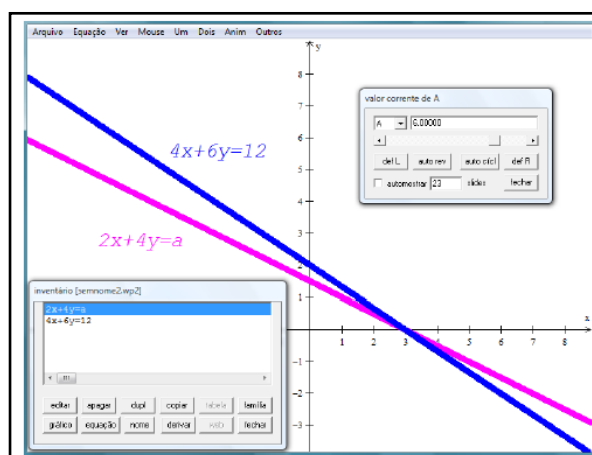 Arquivo Equação Ver Mouse Um Dois Anim Outros
y
8
7
6
5
4
3
2
1
-1
-2
-3
x
1 2 3 4 5 6 7 8
4x+6y=12
2x+4y=a
valor corrente de A
A 6.00000
def L auto rev auto cícl def R
automostrar 23 slides fechar
inventário [semnome2.wp2]
2x+4y=a
4x+6y=12
m
editar apagar dupl copiar tabela família
gráfico equação nome derivar web fechar